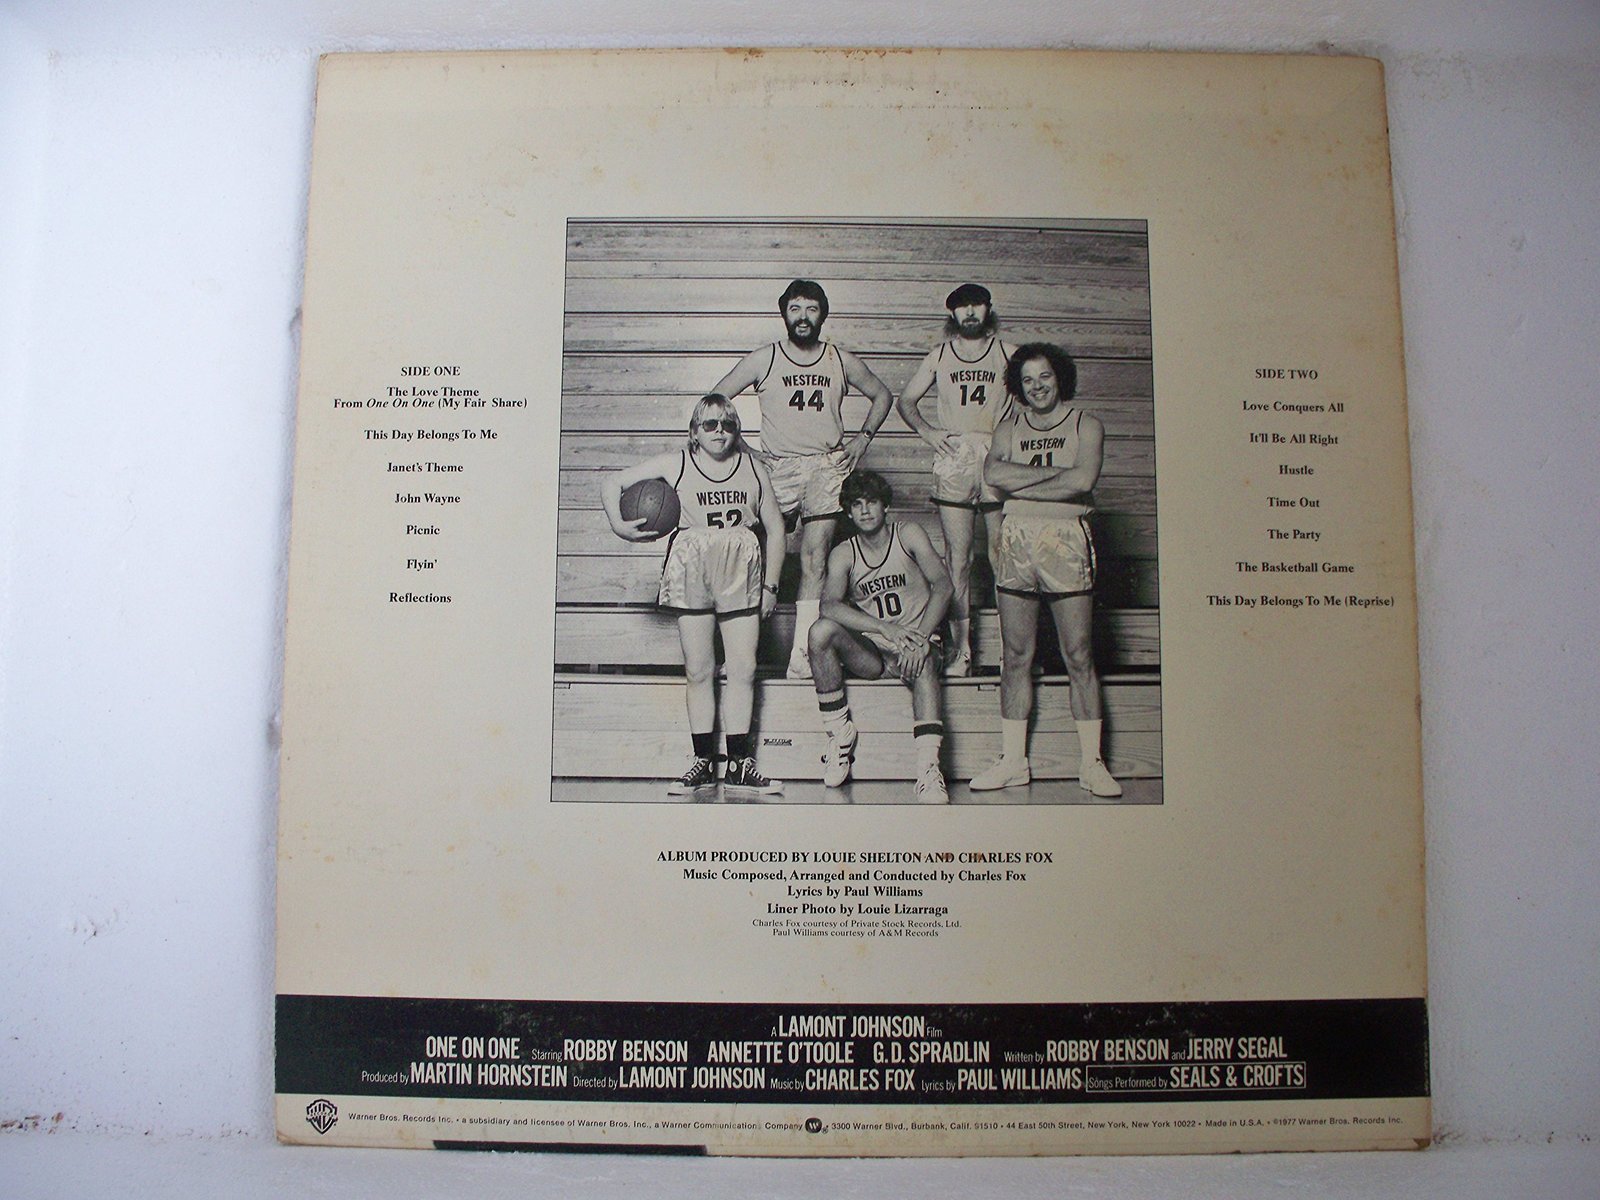 SIDE ONE
The Love Theme
From One On One (My Fair Share)
This Day Belongs To Me
Janet's Theme
John Wayne
Picnic
Flyin'
Reflections
WESTERN
44
WESTERN
14
WESTERN
41
WESTERN
52
WESTERN
10
SIDE TWO
Love Conquers All
It'll Be All Right
Hustle
Time Out
The Party
The Basketball Game
This Day Belongs To Me (Reprise)
ALBUM PRODUCED BY LOUIE SHELTON AND CHARLES FOX
Music Composed, Arranged and Conducted by Charles Fox
Lyrics by Paul Williams
Liner Photo by Louie Lizarraga
Charles Fox courtesy of Private Stock Records, Ltd.
Paul Williams courtesy of A&M Records
A LAMONT JOHNSON Film
ONE ON ONE Starring ROBBY BENSON ANNETTE O'TOOLE G.D. SPRADLIN Written by ROBBY BENSON and JERRY SEGAL
Produced by MARTIN HORNSTEIN Directed by LAMONT JOHNSON Music by CHARLES FOX Lyrics by PAUL WILLIAMS Songs Performed by SEALS & CROFTS
Warner Bros. Records Inc. • a subsidiary and licensee of Warner Bros. Inc., a Warner Communications Company W ® 3300 Warner Blvd., Burbank, Calif. 91510 • 44 East 50th Street, New York, New York 10022 • Made in U.S.A. • ©1977 Warner Bros. Records Inc.